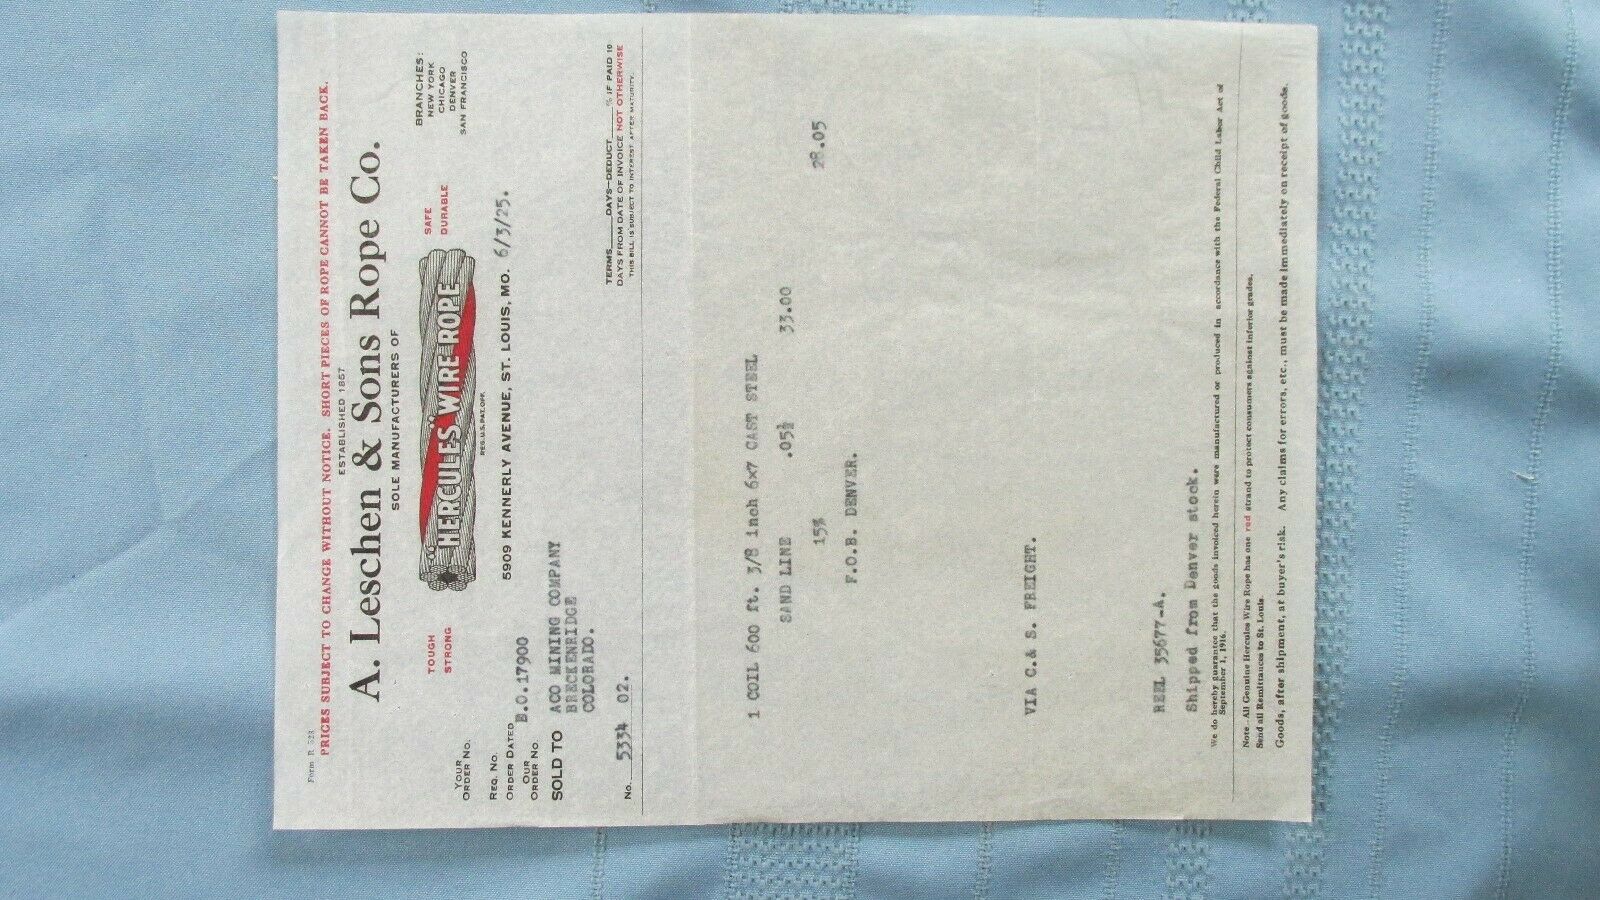 Form R 523
PRICES SUBJECT TO CHANGE WITHOUT NOTICE. SHORT PIECES OF ROPE CANNOT BE TAKEN BACK.
ESTABLISHED 1857
A. Leschen & Sons Rope Co.
SOLE MANUFACTURERS OF
BRANCHES:
NEW YORK
CHICAGO
DENVER
SAN FRANCISCO
TOUGH
STRONG
"HERCULES" WIRE ROPE
REG. U.S. PAT. OFF.
SAFE
DURABLE
YOUR
ORDER NO.
REQ. NO.
5909 KENNERLY AVENUE, ST. LOUIS, MO. 6/3/25.
ORDER DATED
OUR
ORDER NO. B.O.17900
SOLD TO ACO MINING COMPANY
BRECKENRIDGE
COLORADO.
No. 5334 02.
TERMS____DAYS—DEDUCT____% IF PAID 10
DAYS FROM DATE OF INVOICE NOT OTHERWISE
THIS BILL IS SUBJECT TO INTEREST AFTER MATURITY.
1 COIL 600 ft. 3/8 inch 6x7 CAST STEEL
SAND LINE .05½ 33.00
15% 28.05
F.O.B. DENVER.
VIA C.& S. FREIGHT.
REEL 35677-A.
Shipped from Denver stock.
We do hereby guarantee that the goods invoiced herein were manufactured or produced in accordance with the Federal Child Labor Act of
September 1, 1916.
Note—All Genuine Hercules Wire Rope has one red strand to protect consumers against inferior grades.
Send all Remittances to St. Louis.
Goods, after shipment, at buyer's risk. Any claims for errors, etc., must be made immediately on receipt of goods.